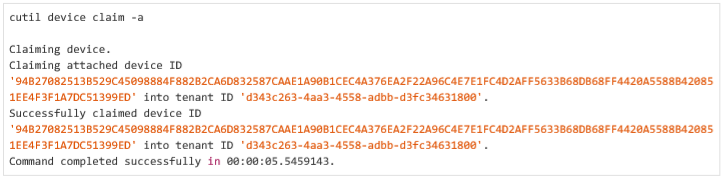 cutil device claim -a
Claiming device.
Claiming attached device ID
'94B27082513B529C45098884F882B2CA6D832587CAAE1A90B1CEC4A376EA2F22A96C4E7E1FC4D2AFF5633B68DB68FF4420A5588B42085
1EE4F3F1A7DC51399ED' into tenant ID 'd343c263-4aa3-4558-adbb-d3fc34631800'.
Successfully claimed device ID
'94B27082513B529C45098884F882B2CA6D832587CAAE1A90B1CEC4A376EA2F22A96C4E7E1FC4D2AFF5633B68DB68FF4420A5588B42085
1EE4F3F1A7DC51399ED' into tenant ID 'd343c263-4aa3-4558-adbb-d3fc34631800'.
Command completed successfully in 00:00:05.5459143.